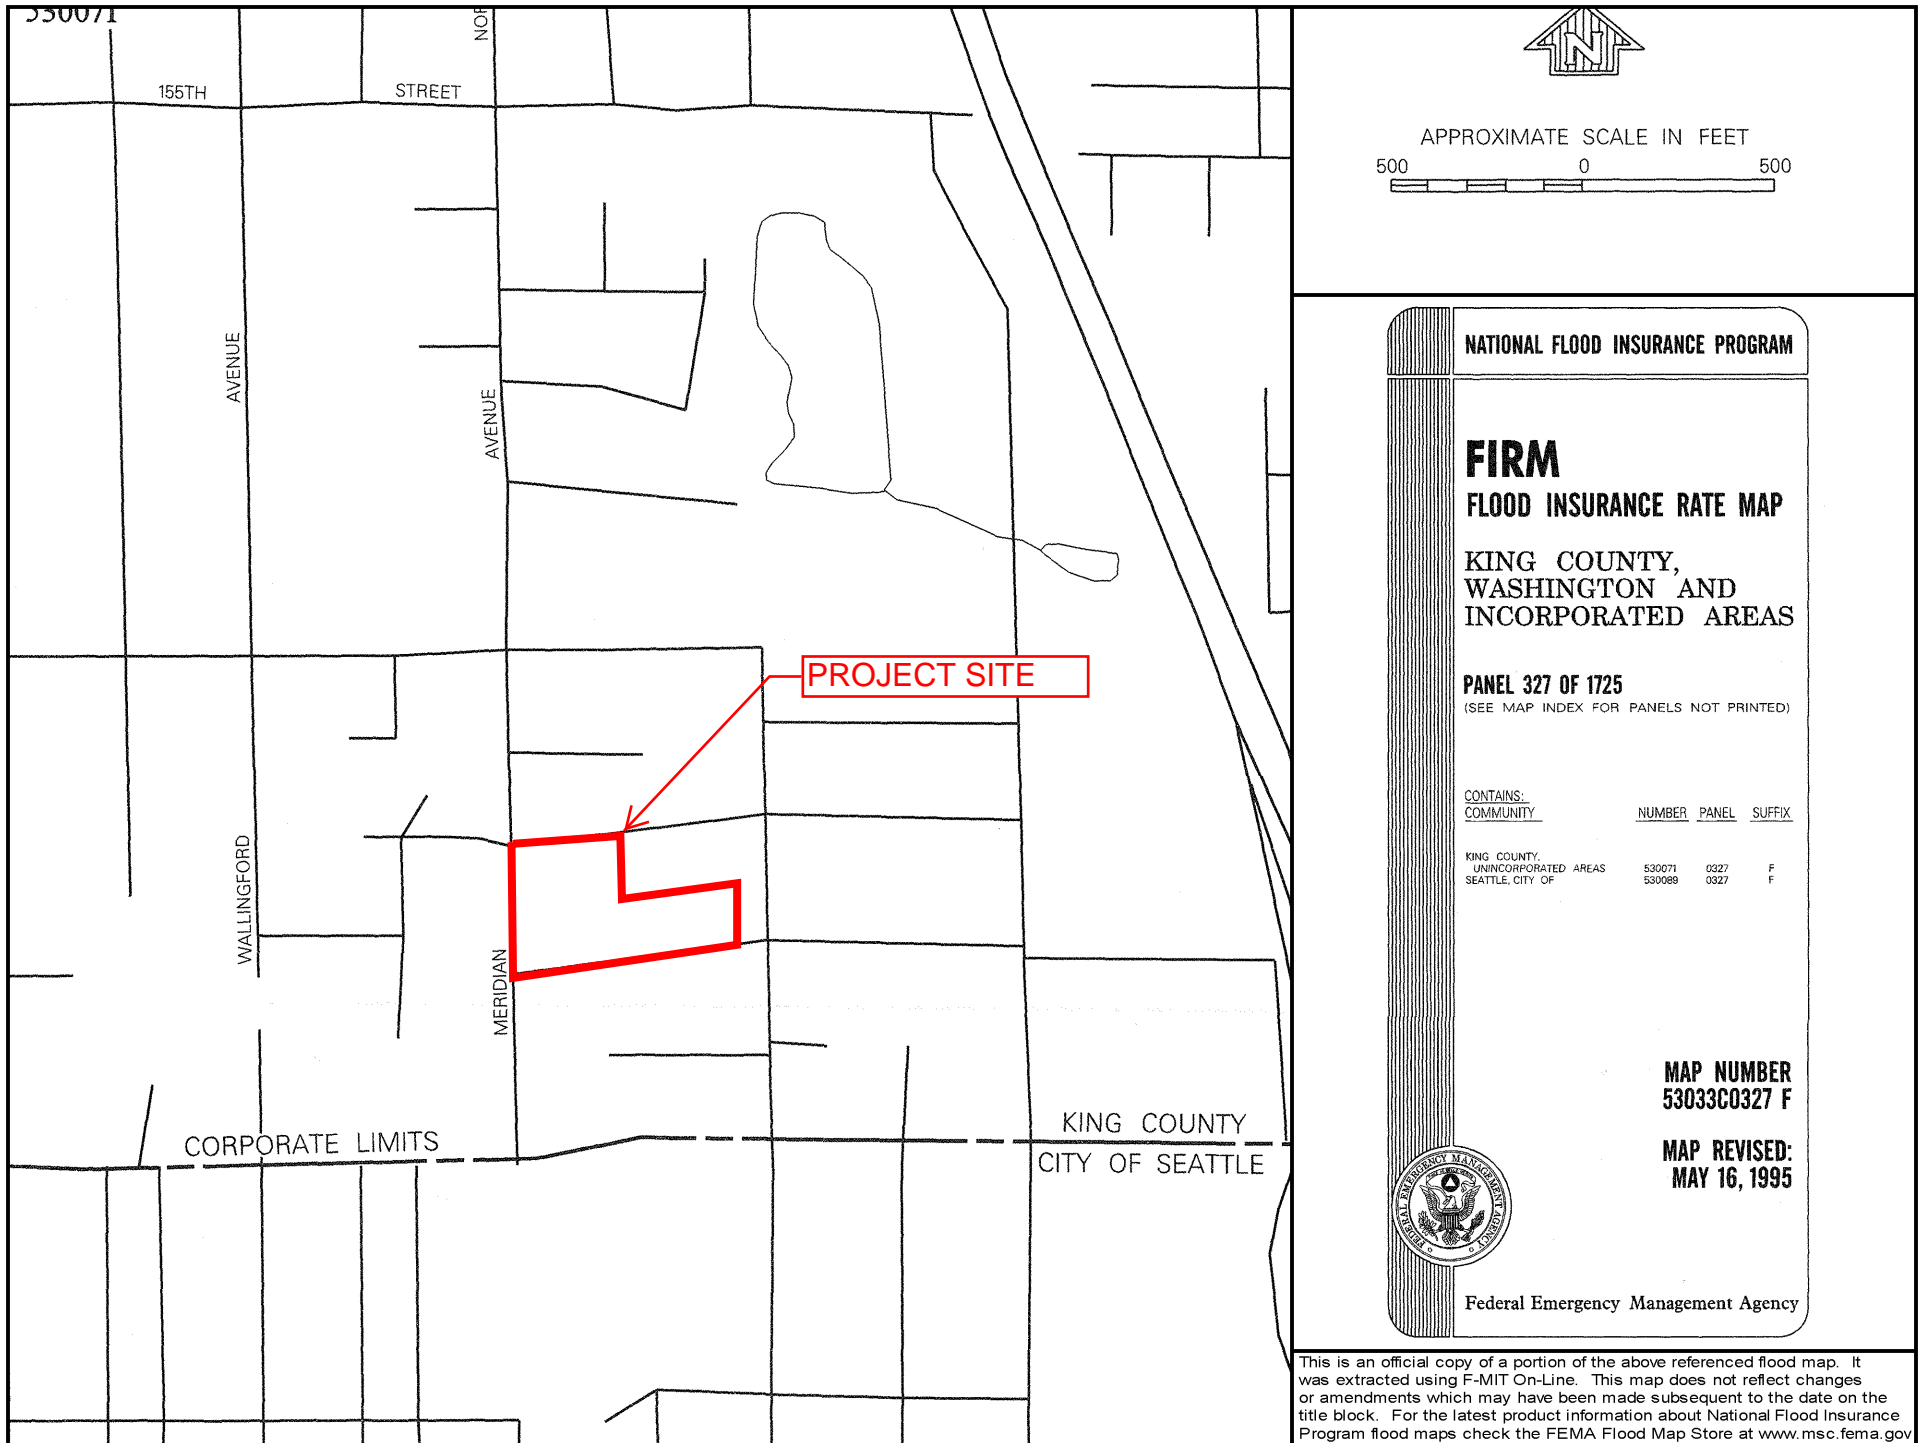 530071
155TH STREET
AVENUE
AVENUE
WALLINGFORD
MERIDIAN
PROJECT SITE
CORPORATE LIMITS
KING COUNTY
CITY OF SEATTLE
N
APPROXIMATE SCALE IN FEET
500 0 500
NATIONAL FLOOD INSURANCE PROGRAM
FIRM
FLOOD INSURANCE RATE MAP
KING COUNTY,
WASHINGTON AND
INCORPORATED AREAS
PANEL 327 OF 1725
(SEE MAP INDEX FOR PANELS NOT PRINTED)
CONTAINS:
COMMUNITY NUMBER PANEL SUFFIX
KING COUNTY,
UNINCORPORATED AREAS 530071 0327 F
SEATTLE, CITY OF 530089 0327 F
MAP NUMBER
53033C0327 F
MAP REVISED:
MAY 16, 1995
FEDERAL EMERGENCY MANAGEMENT AGENCY
Federal Emergency Management Agency
This is an official copy of a portion of the above referenced flood map. It
was extracted using F-MIT On-Line. This map does not reflect changes
or amendments which may have been made subsequent to the date on the
title block. For the latest product information about National Flood Insurance
Program flood maps check the FEMA Flood Map Store at www.msc.fema.gov